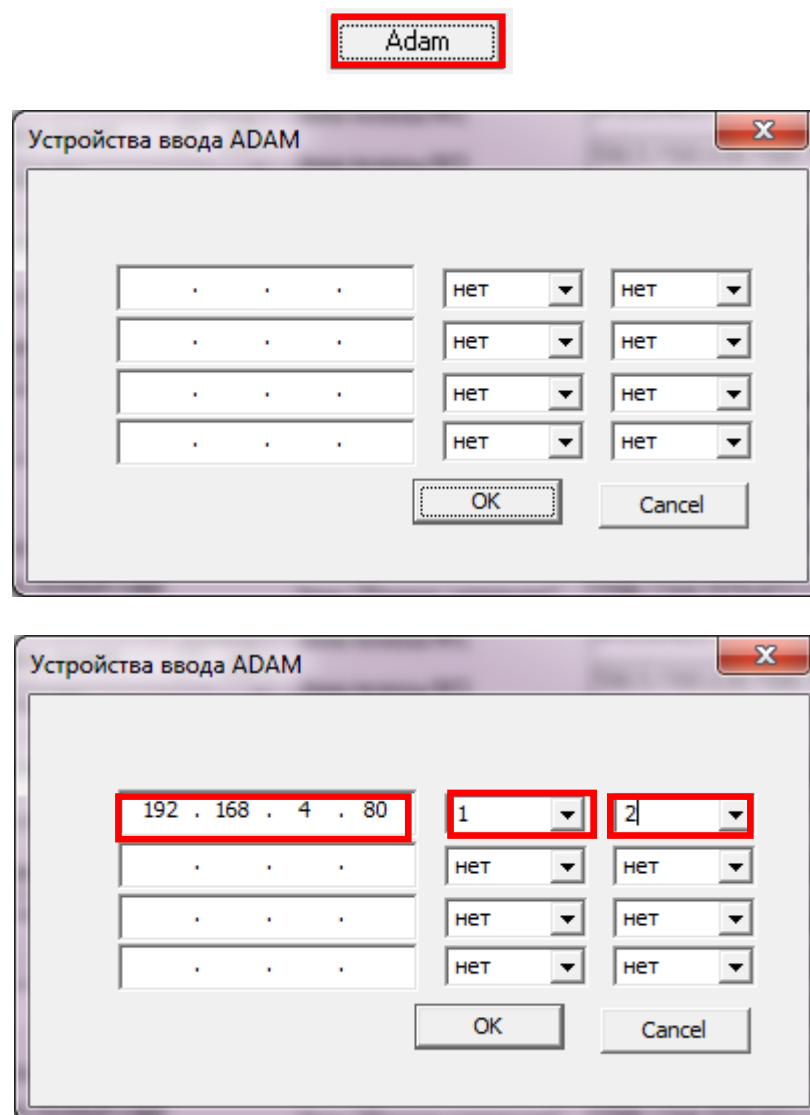 Adam
Устройства ввода ADAM
. . . нет нет
. . . нет нет
. . . нет нет
. . . нет нет
OK Cancel
Устройства ввода ADAM
192 . 168 . 4 . 80 1 2
. . . нет нет
. . . нет нет
. . . нет нет
OK Cancel